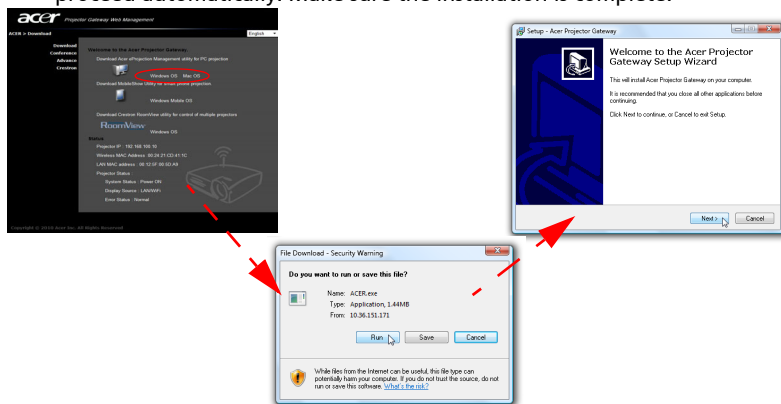 proceed automatically. Make sure the installation is complete.
acer Projector Gateway Web Management
ACER > Download
English
Download
Conference
Advance
Crestron
Welcome to the Acer Projector Gateway.
Download Acer eProjection Management utility for PC projection
Windows OS Mac OS
Download MobileShow Utility for smart phone projection
Windows Mobile OS
Download Crestron RoomView utility for control of multiple projectors
RoomView
Windows OS
Status
Projector IP : 192.168.100.10
Wireless MAC Address : 00:24:21:CD:41:1C
LAN MAC address : 00:12:5F:08:5D:A8
Projector Status :
System Status : Power ON
Display Source : LAN/WiFi
Error Status : Normal
Copyright © 2010 Acer Inc. All Rights Reserved.
Setup - Acer Projector Gateway
Welcome to the Acer Projector
Gateway Setup Wizard
This will install Acer Projector Gateway on your computer.
It is recommended that you close all other applications before
continuing.
Click Next to continue, or Cancel to exit Setup.
Next > Cancel
File Download - Security Warning
Do you want to run or save this file?
Name: ACER.exe
Type: Application, 1.44MB
From: 10.36.151.171
Run Save Cancel
While files from the Internet can be useful, this file type can
potentially harm your computer. If you do not trust the source, do not
run or save this software. What's the risk?